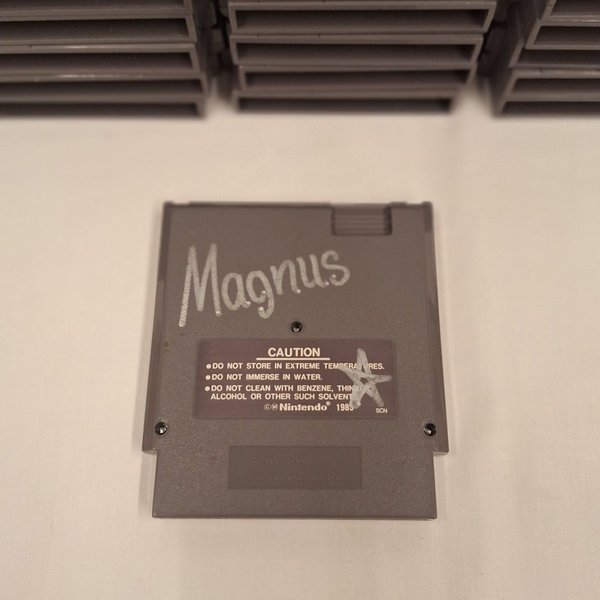 Magnus
CAUTION
•DO NOT STORE IN EXTREME TEMPERATURES.
•DO NOT IMMERSE IN WATER.
•DO NOT CLEAN WITH BENZENE, THINNER,
ALCOHOL OR OTHER SUCH SOLVENTS.
©M Nintendo® 1985
SCN